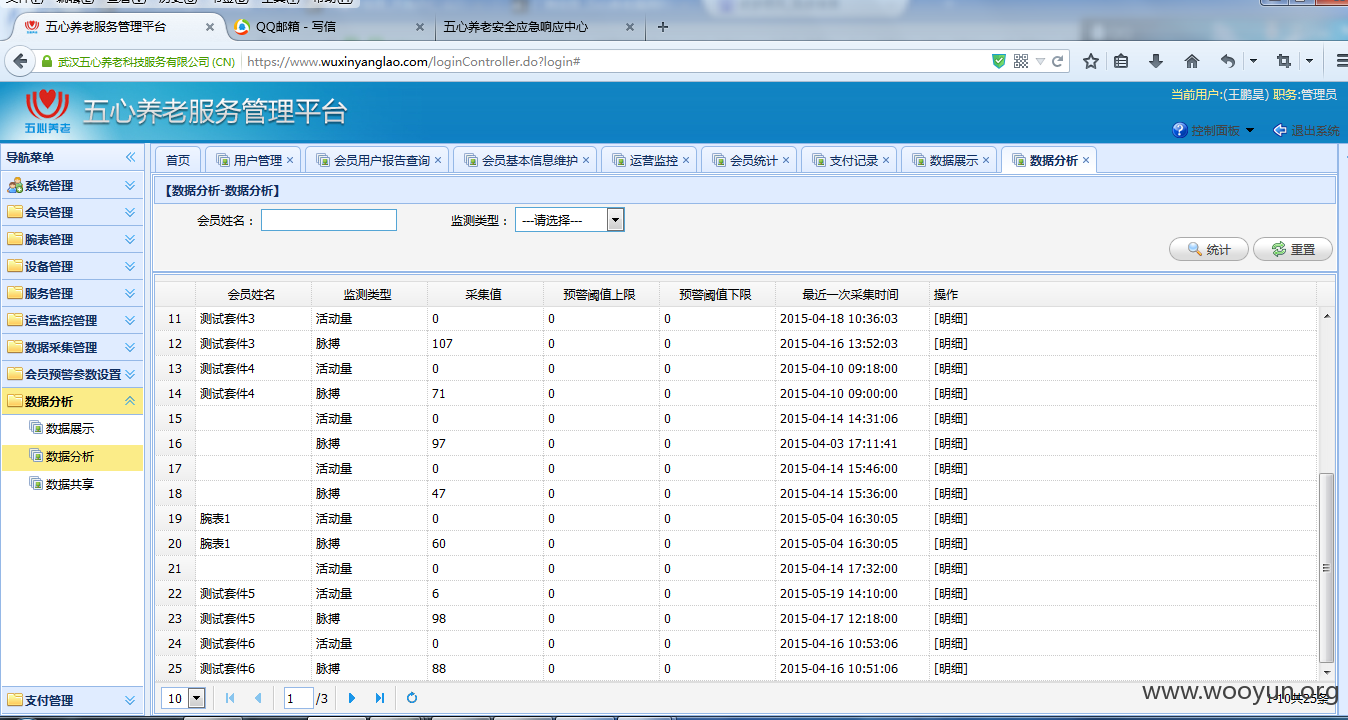 五心养老服务管理平台 × QQ邮箱 - 写信 × 五心养老安全应急响应中心 × +
武汉五心养老科技服务有限公司 (CN) https://www.wuxinyanglao.com/loginController.do?login#
五心养老 五心养老服务管理平台
当前用户:(王鹏昊) 职务:管理员
控制面板 退出系统
导航菜单
首页 用户管理 × 会员用户报告查询 × 会员基本信息维护 × 运营监控 × 会员统计 × 支付记录 × 数据展示 × 数据分析 ×
系统管理
会员管理
腕表管理
设备管理
服务管理
运营监控管理
数据采集管理
会员预警参数设置
数据分析
数据展示
数据分析
数据共享
支付管理
【数据分析-数据分析】
会员姓名： 监测类型： ---请选择---
统计 重置
会员姓名 监测类型 采集值 预警阈值上限 预警阈值下限 最近一次采集时间 操作
11 测试套件3 活动量 0 0 0 2015-04-18 10:36:03 [明细]
12 测试套件3 脉搏 107 0 0 2015-04-16 13:52:03 [明细]
13 测试套件4 活动量 0 0 0 2015-04-10 09:18:00 [明细]
14 测试套件4 脉搏 71 0 0 2015-04-10 09:00:00 [明细]
15 活动量 0 0 0 2015-04-14 14:31:06 [明细]
16 脉搏 97 0 0 2015-04-03 17:11:41 [明细]
17 活动量 0 0 0 2015-04-14 15:46:00 [明细]
18 脉搏 47 0 0 2015-04-14 15:36:00 [明细]
19 腕表1 活动量 0 0 0 2015-05-04 16:30:05 [明细]
20 腕表1 脉搏 60 0 0 2015-05-04 16:30:05 [明细]
21 活动量 0 0 0 2015-04-14 17:32:00 [明细]
22 测试套件5 活动量 6 0 0 2015-05-19 14:10:00 [明细]
23 测试套件5 脉搏 98 0 0 2015-04-17 12:18:00 [明细]
24 测试套件6 活动量 0 0 0 2015-04-16 10:53:06 [明细]
25 测试套件6 脉搏 88 0 0 2015-04-16 10:51:06 [明细]
10 1 /3 1-10共25条
www.wooyun.org